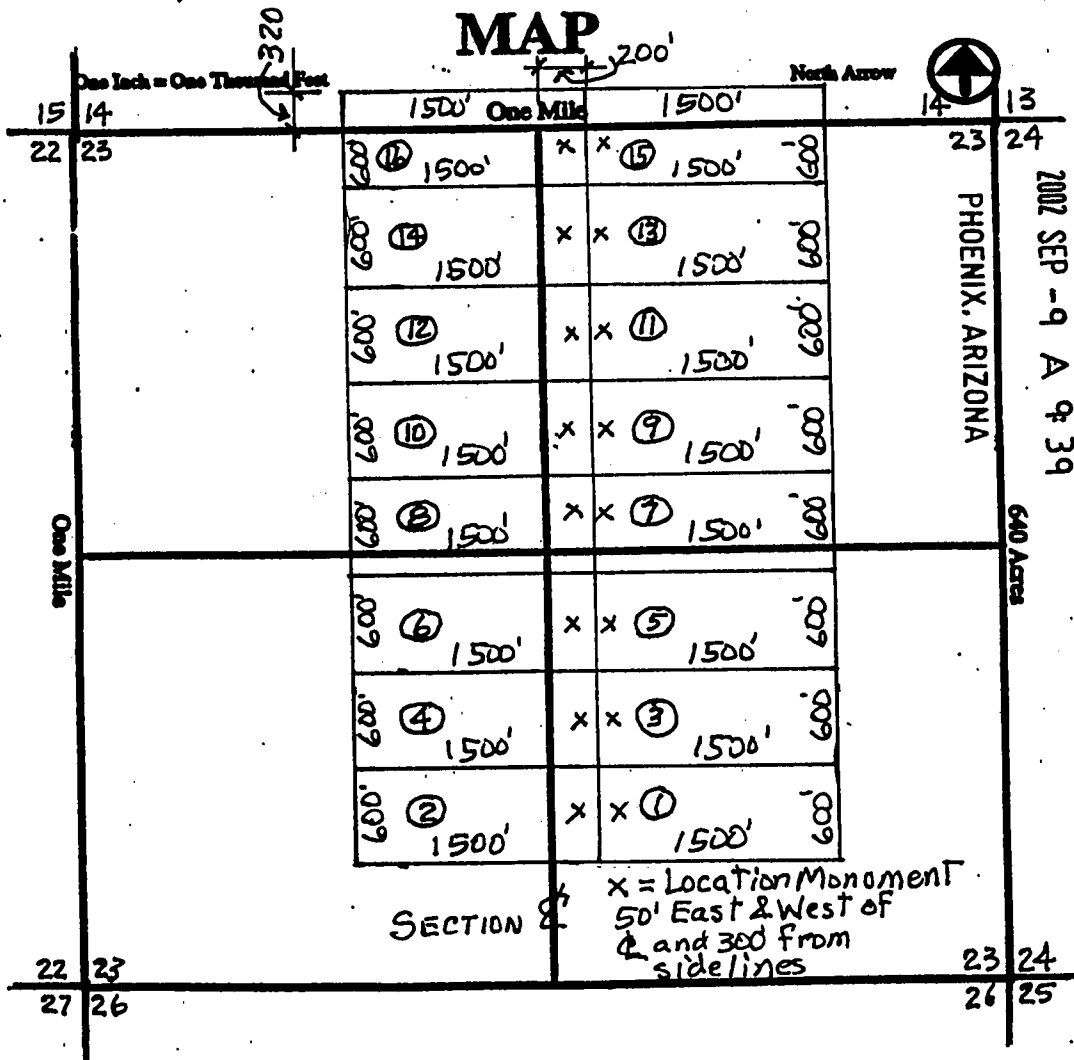 MAP
320
200'
One Inch = One Thousand Feet
North Arrow
1500' One Mile 1500'
15 14
14 13
22 23
23 24
600' 16 1500' x x 15 1500' 600'
600' 14 1500' x x 13 1500' 600'
600' 12 1500' x x 11 1500' 600'
600' 10 1500' x x 9 1500' 600'
600' 8 1500' x x 7 1500' 600'
600' 6 1500' x x 5 1500' 600'
600' 4 1500' x x 3 1500' 600'
600' 2 1500' x x 1 1500' 600'
One Mile
640 Acres
2002 SEP -9 A 9:39
PHOENIX, ARIZONA
SECTION ℄
x = Location Monument
50' East & West of
℄ and 300' from
sidelines
22 23
23 24
27 26
26 25